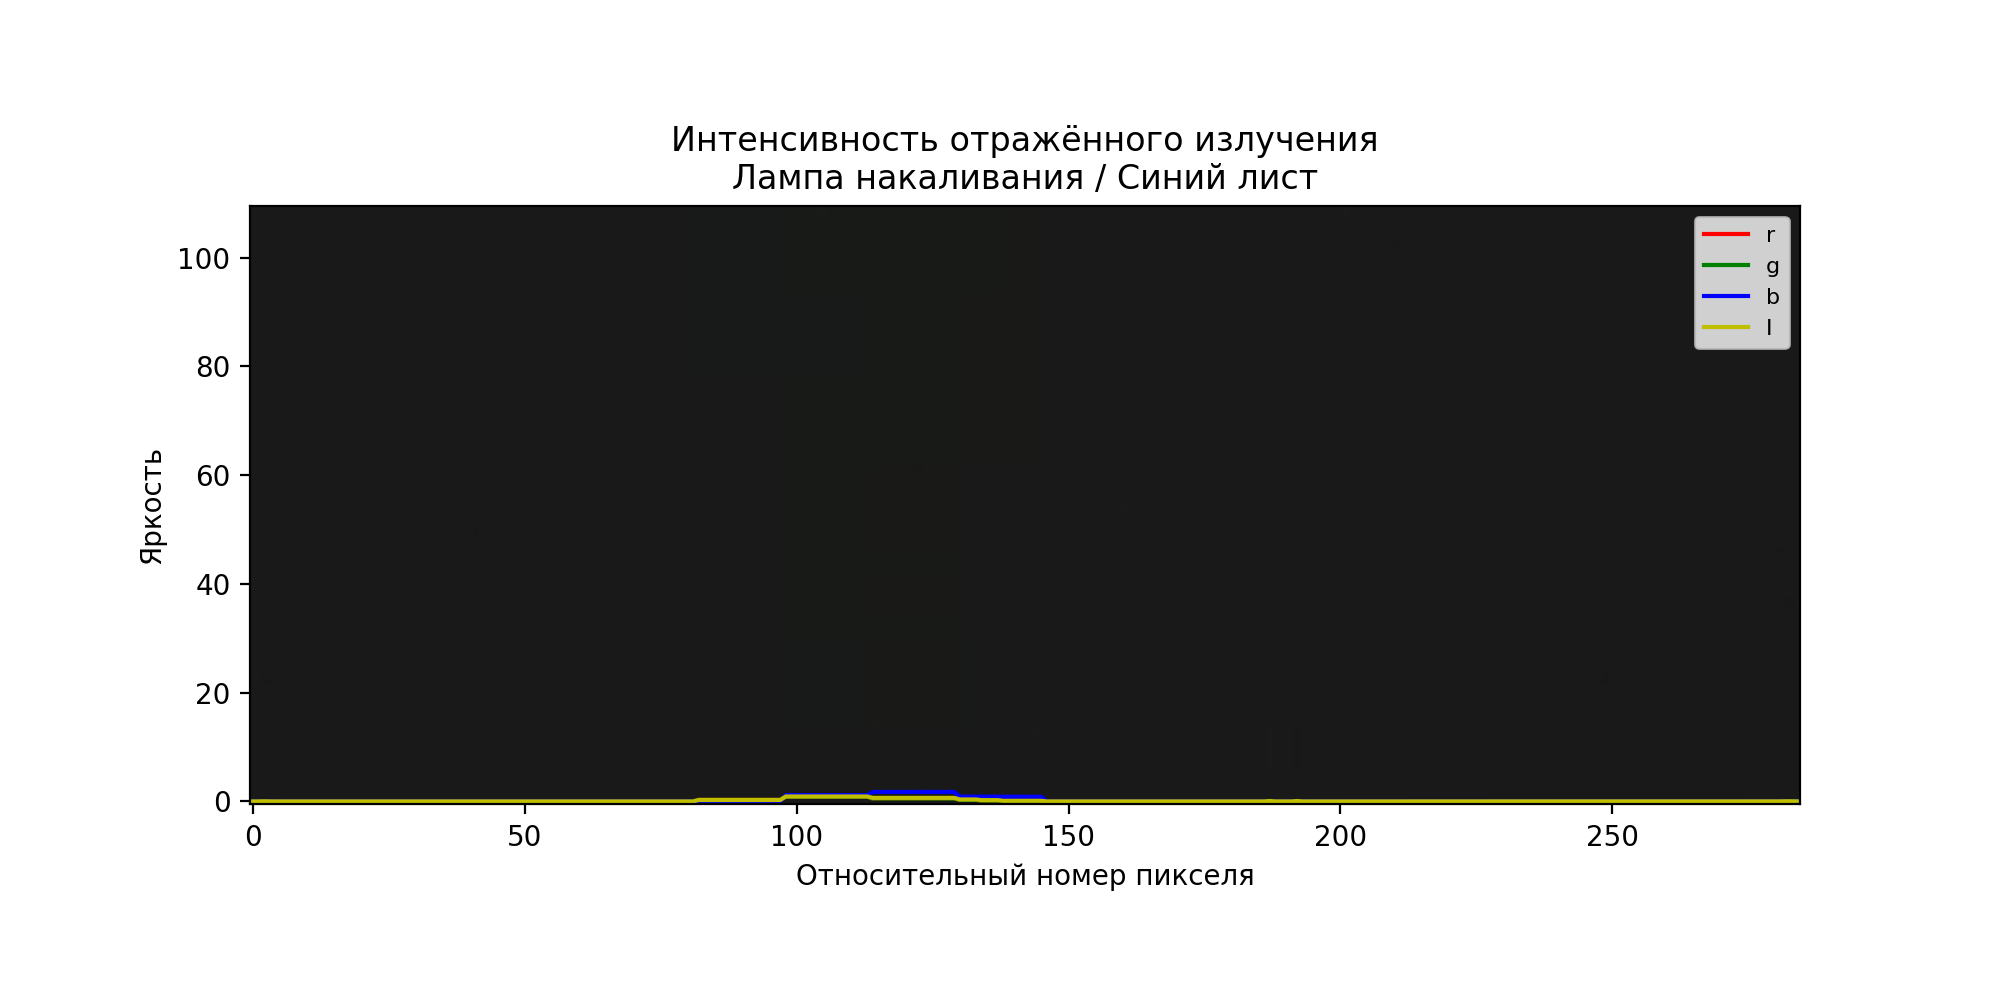 Интенсивность отражённого излучения
Лампа накаливания / Синий лист
r
g
b
I
100
80
60
40
20
0
Яркость
0 50 100 150 200 250
Относительный номер пикселя